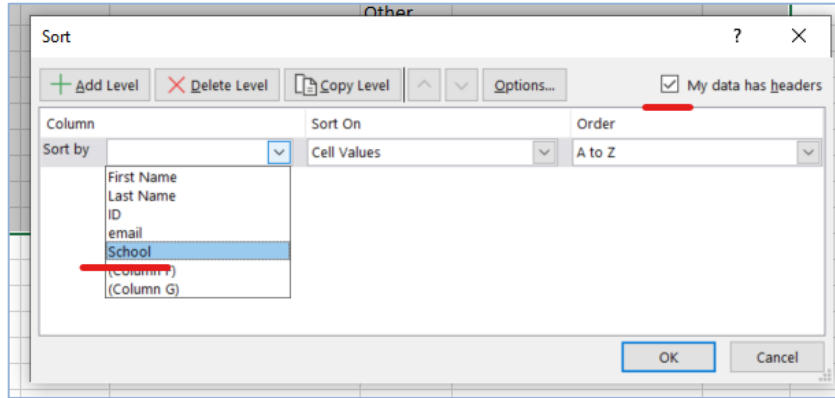 Other
Sort ?
Add Level Delete Level Copy Level Options... My data has headers
Column Sort On Order
Sort by Cell Values A to Z
First Name
Last Name
ID
email
School
(Column F)
(Column G)
OK Cancel